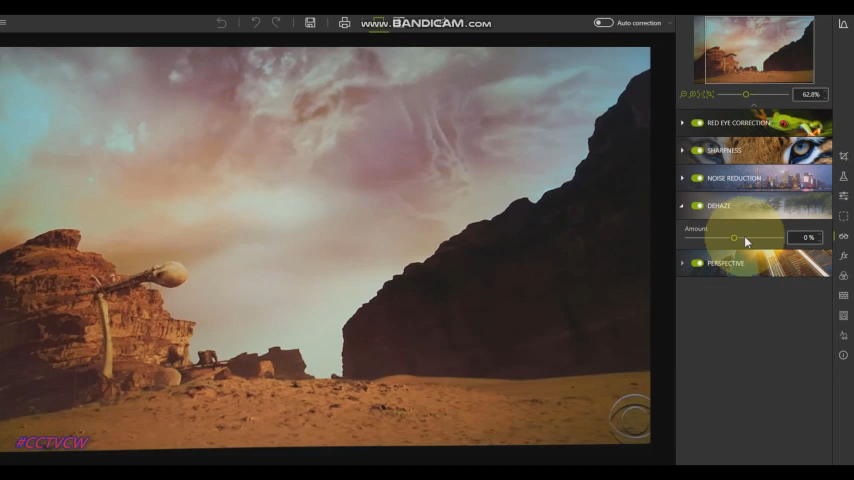 www.BANDICAM.com
Auto correction
62.8%
RED EYE CORRECTION
SHARPNESS
NOISE REDUCTION
DEHAZE
Amount
0 %
PERSPECTIVE
#CCTVCW